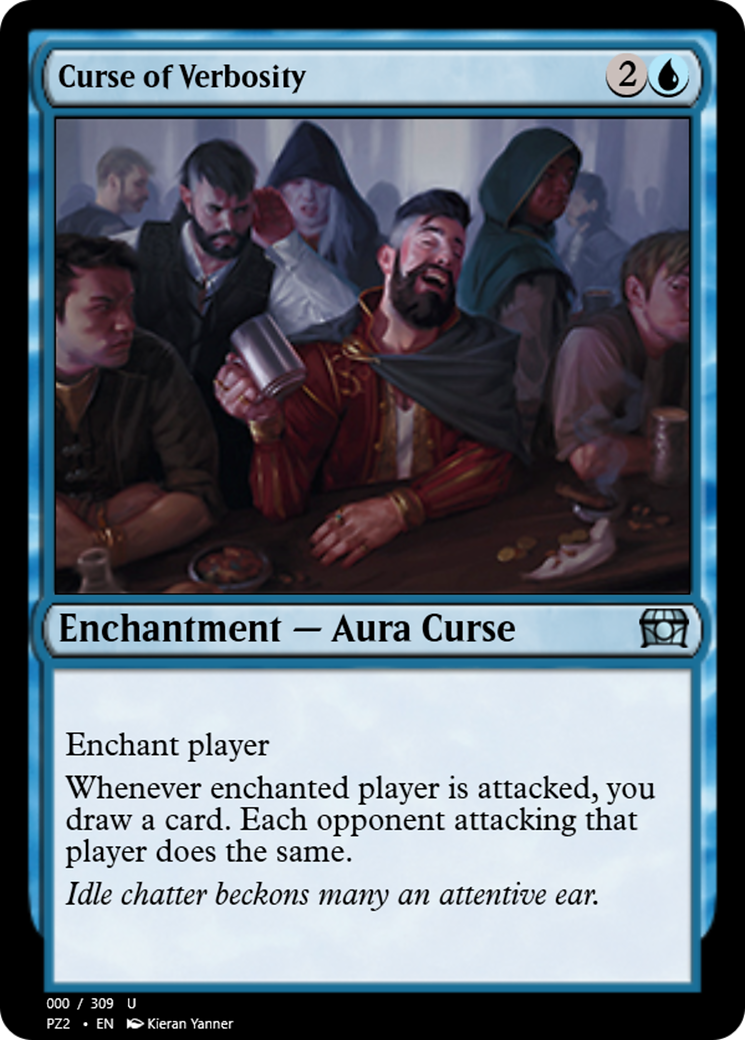 Curse of Verbosity 2
Enchantment — Aura Curse
Enchant player
Whenever enchanted player is attacked, you
draw a card. Each opponent attacking that
player does the same.
Idle chatter beckons many an attentive ear.
000 / 309 U
PZ2 • EN Kieran Yanner